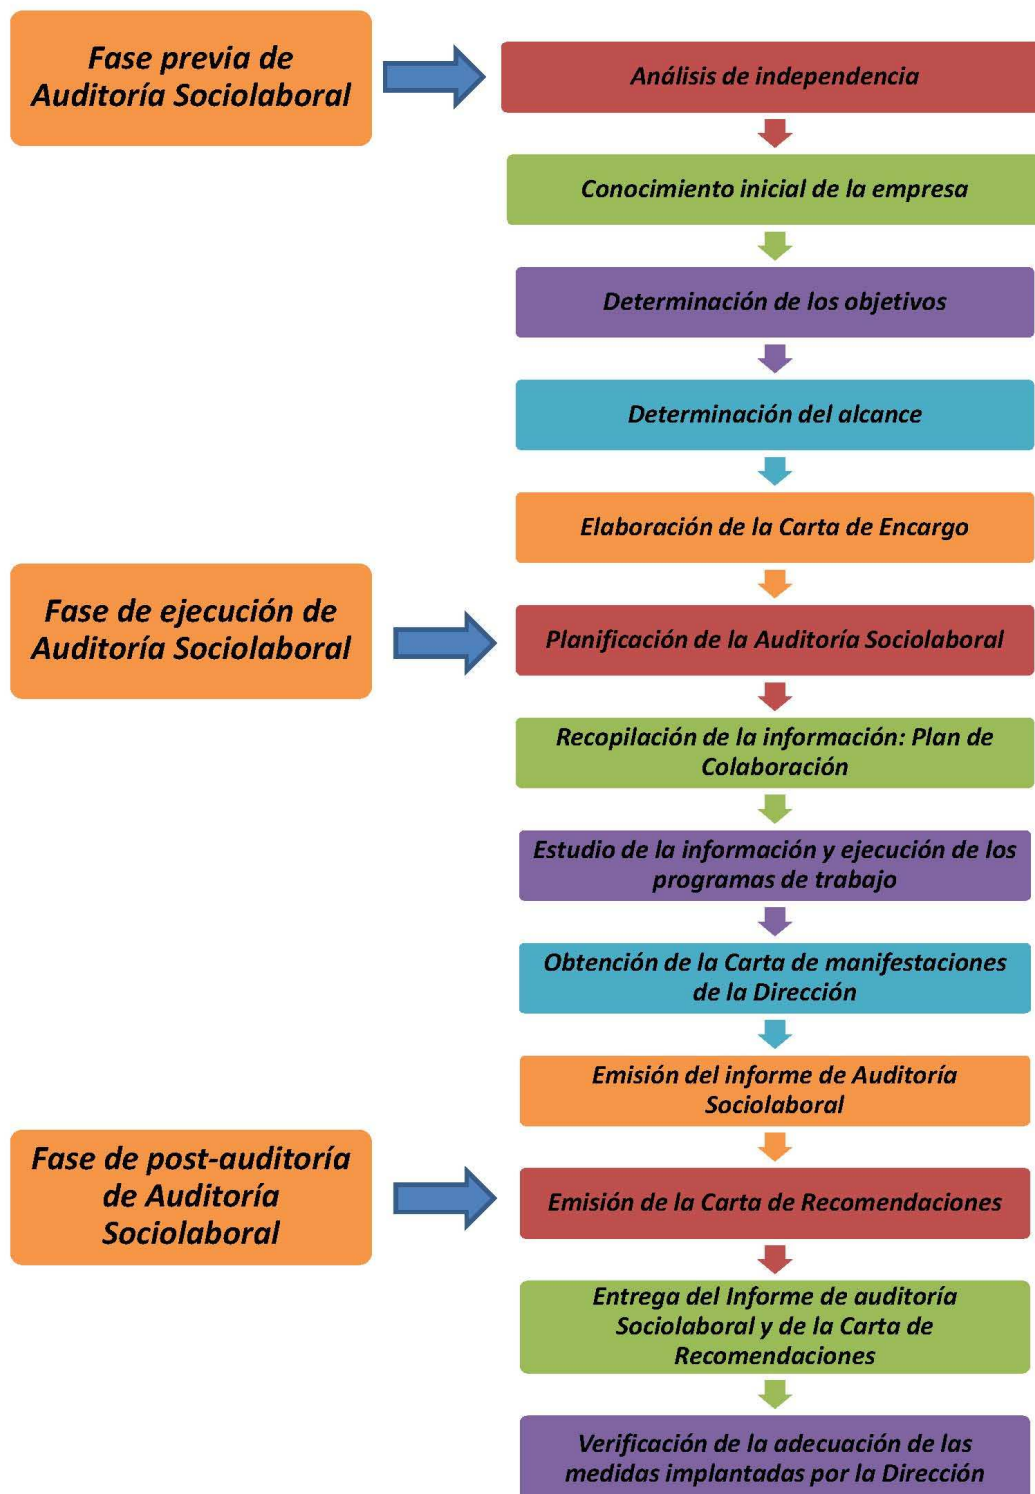 Fase previa de
Auditoría Sociolaboral
Análisis de independencia
Conocimiento inicial de la empresa
Determinación de los objetivos
Determinación del alcance
Elaboración de la Carta de Encargo
Fase de ejecución de
Auditoría Sociolaboral
Planificación de la Auditoría Sociolaboral
Recopilación de la información: Plan de
Colaboración
Estudio de la información y ejecución de los
programas de trabajo
Obtención de la Carta de manifestaciones
de la Dirección
Emisión del informe de Auditoría
Sociolaboral
Fase de post-auditoría
de Auditoría
Sociolaboral
Emisión de la Carta de Recomendaciones
Entrega del Informe de auditoría
Sociolaboral y de la Carta de
Recomendaciones
Verificación de la adecuación de las
medidas implantadas por la Dirección